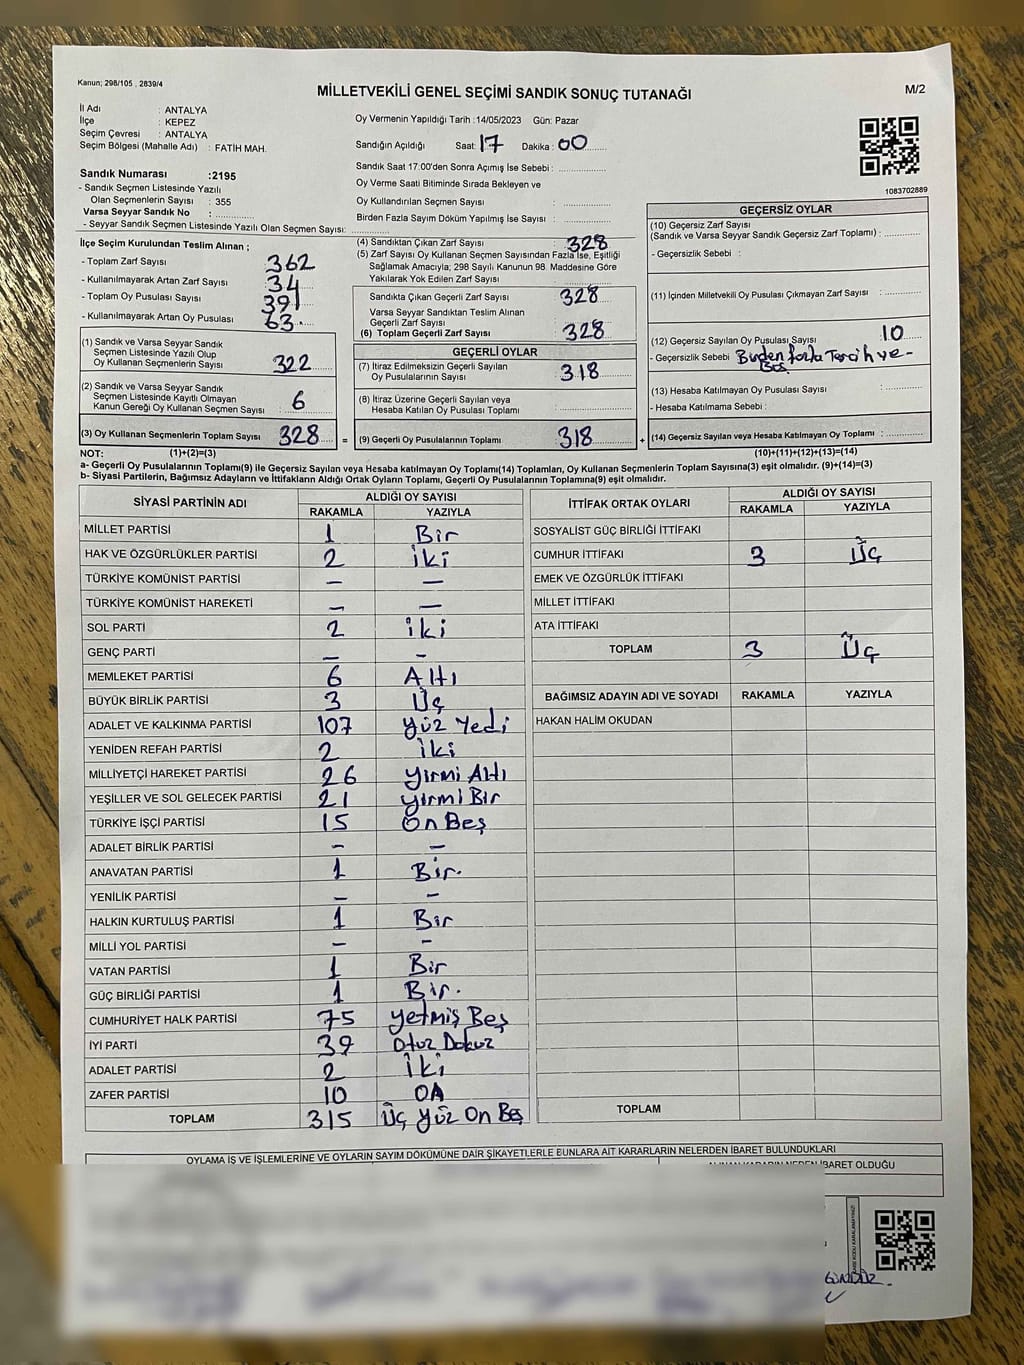 Kanun; 298/105 , 2839/4
MİLLETVEKİLİ GENEL SEÇİMİ SANDIK SONUÇ TUTANAĞI
M/2
İl Adı : ANTALYA
İlçe : KEPEZ
Seçim Çevresi : ANTALYA
Seçim Bölgesi (Mahalle Adı) : FATİH MAH.
Oy Vermenin Yapıldığı Tarih :14/05/2023 Gün: Pazar
Sandığın Açıldığı Saat: 17 Dakika : 00
Sandık Saat 17:00'den Sonra Açımış İse Sebebi :
Oy Verme Saati Bitiminde Sırada Bekleyen ve
Oy Kullandırılan Seçmen Sayısı :
Birden Fazla Sayım Döküm Yapılmış İse Sayısı :
1083702889
Sandık Numarası :2195
- Sandık Seçmen Listesinde Yazılı
Olan Seçmenlerin Sayısı : 355
Varsa Seyyar Sandık No :
- Seyyar Sandık Seçmen Listesinde Yazılı Olan Seçmen Sayısı:
İlçe Seçim Kurulundan Teslim Alınan ;
- Toplam Zarf Sayısı 362
- Kullanılmayarak Artan Zarf Sayısı : 34
- Toplam Oy Pusulası Sayısı 391
- Kullanılmayarak Artan Oy Pusulası : 63
(1) Sandık ve Varsa Seyyar Sandık
Seçmen Listesinde Yazılı Olup
Oy Kullanan Seçmenlerin Sayısı : 322
(2) Sandık ve Varsa Seyyar Sandık
Seçmen Listesinde Kayıtlı Olmayan
Kanun Gereği Oy Kullanan Seçmen Sayısı : 6
(3) Oy Kullanan Seçmenlerin Toplam Sayısı : 328 =
(4) Sandıktan Çıkan Zarf Sayısı : 328
(5) Zarf Sayısı Oy Kullanan Seçmen Sayısından Fazla İse, Eşitliği
Sağlamak Amacıyla; 298 Sayılı Kanunun 98. Maddesine Göre
Yakılarak Yok Edilen Zarf Sayısı :
Sandıkta Çıkan Geçerli Zarf Sayısı : 328
Varsa Seyyar Sandıktan Teslim Alınan
Geçerli Zarf Sayısı :
(6) Toplam Geçerli Zarf Sayısı : 328
GEÇERLİ OYLAR
(7) İtiraz Edilmeksizin Geçerli Sayılan
Oy Pusulalarının Sayısı : 318
(8) İtiraz Üzerine Geçerli Sayılan veya
Hesaba Katılan Oy Pusulası Toplamı :
(9) Geçerli Oy Pusulalarının Toplamı : 318 +
GEÇERSİZ OYLAR
(10) Geçersiz Zarf Sayısı
(Sandık ve Varsa Seyyar Sandık Geçersiz Zarf Toplamı) :
- Geçersizlik Sebebi :
(11) İçinden Milletvekili Oy Pusulası Çıkmayan Zarf Sayısı :
(12) Geçersiz Sayılan Oy Pusulası Sayısı : 10
- Geçersizlik Sebebi : Birden fazla Tercih ve -
Boş
(13) Hesaba Katılmayan Oy Pusulası Sayısı :
- Hesaba Katılmama Sebebi :
(14) Geçersiz Sayılan veya Hesaba Katılmayan Oy Toplamı :
NOT: (1)+(2)=(3) (10)+(11)+(12)+(13)=(14)
a- Geçerli Oy Pusulalarının Toplamı(9) ile Geçersiz Sayılan veya Hesaba katılmayan Oy Toplamı(14) Toplamları, Oy Kullanan Seçmenlerin Toplam Sayısına(3) eşit olmalıdır. (9)+(14)=(3)
b- Siyasi Partilerin, Bağımsız Adayların ve İttifakların Aldığı Ortak Oyların Toplamı, Geçerli Oy Pusulalarının Toplamına(9) eşit olmalıdır.
SİYASİ PARTİNİN ADI ALDIĞI OY SAYISI
RAKAMLA YAZIYLA
MİLLET PARTİSİ 1 Bir
HAK VE ÖZGÜRLÜKLER PARTİSİ 2 iki
TÜRKİYE KOMÜNİST PARTİSİ - -
TÜRKİYE KOMÜNİST HAREKETİ - -
SOL PARTİ 2 iki
GENÇ PARTİ - -
MEMLEKET PARTİSİ 6 Altı
BÜYÜK BİRLİK PARTİSİ 3 Üç
ADALET VE KALKINMA PARTİSİ 107 Yüz Yedi
YENİDEN REFAH PARTİSİ 2 İki
MİLLİYETÇİ HAREKET PARTİSİ 26 Yirmi Altı
YEŞİLLER VE SOL GELECEK PARTİSİ 21 Yirmi Bir
TÜRKİYE İŞÇİ PARTİSİ 15 On Beş
ADALET BİRLİK PARTİSİ - -
ANAVATAN PARTİSİ 1 Bir.
YENİLİK PARTİSİ - -
HALKIN KURTULUŞ PARTİSİ 1 Bir
MİLLİ YOL PARTİSİ - -
VATAN PARTİSİ 1 Bir
GÜÇ BİRLİĞİ PARTİSİ 1 Bir.
CUMHURİYET HALK PARTİSİ 75 Yetmiş Beş
İYİ PARTİ 39 Otuz Dokuz
ADALET PARTİSİ 2 İki
ZAFER PARTİSİ 10 On
TOPLAM 315 Üç Yüz On Beş
İTTİFAK ORTAK OYLARI ALDIĞI OY SAYISI
RAKAMLA YAZIYLA
SOSYALİST GÜÇ BİRLİĞİ İTTİFAKI
CUMHUR İTTİFAKI 3 Üç
EMEK VE ÖZGÜRLÜK İTTİFAKI
MİLLET İTTİFAKI
ATA İTTİFAKI
TOPLAM 3 Üç
BAĞIMSIZ ADAYIN ADI VE SOYADI RAKAMLA YAZIYLA
HAKAN HALİM OKUDAN
TOPLAM
OYLAMA İŞ VE İŞLEMLERİNE VE OYLARIN SAYIM DÖKÜMÜNE DAİR ŞİKAYETLERLE BUNLARA AİT KARARLARIN NELERDEN İBARET BULUNDUKLARI
ALINAN KARARIN NEDEN İBARET OLDUĞU
GÜNDÜZ.